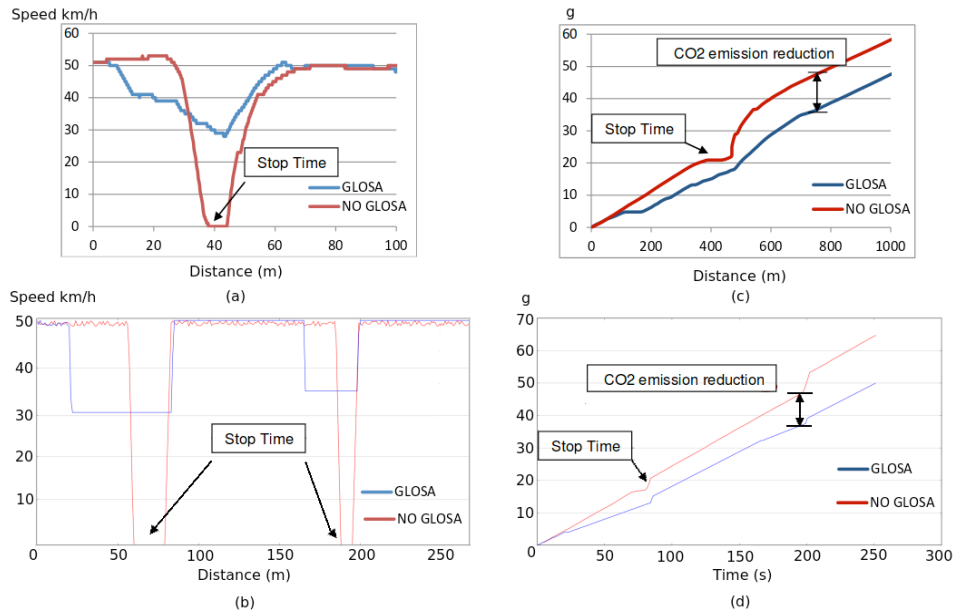 Speed km/h
60
50
40
30
20
10
0
Stop Time
GLOSA
NO GLOSA
0
20
40
60
80
100
Distance (m)
(a)
g
60
50
40
30
20
10
0
CO2 emission reduction
Stop Time
GLOSA
NO GLOSA
0
200
400
600
800
1000
Distance (m)
(c)
Speed km/h
50
40
30
20
10
Stop Time
GLOSA
NO GLOSA
0
50
100
150
200
250
Distance (m)
(b)
g
70
60
50
40
30
20
10
0
CO2 emission reduction
Stop Time
GLOSA
NO GLOSA
0
50
100
150
200
250
300
Time (s)
(d)